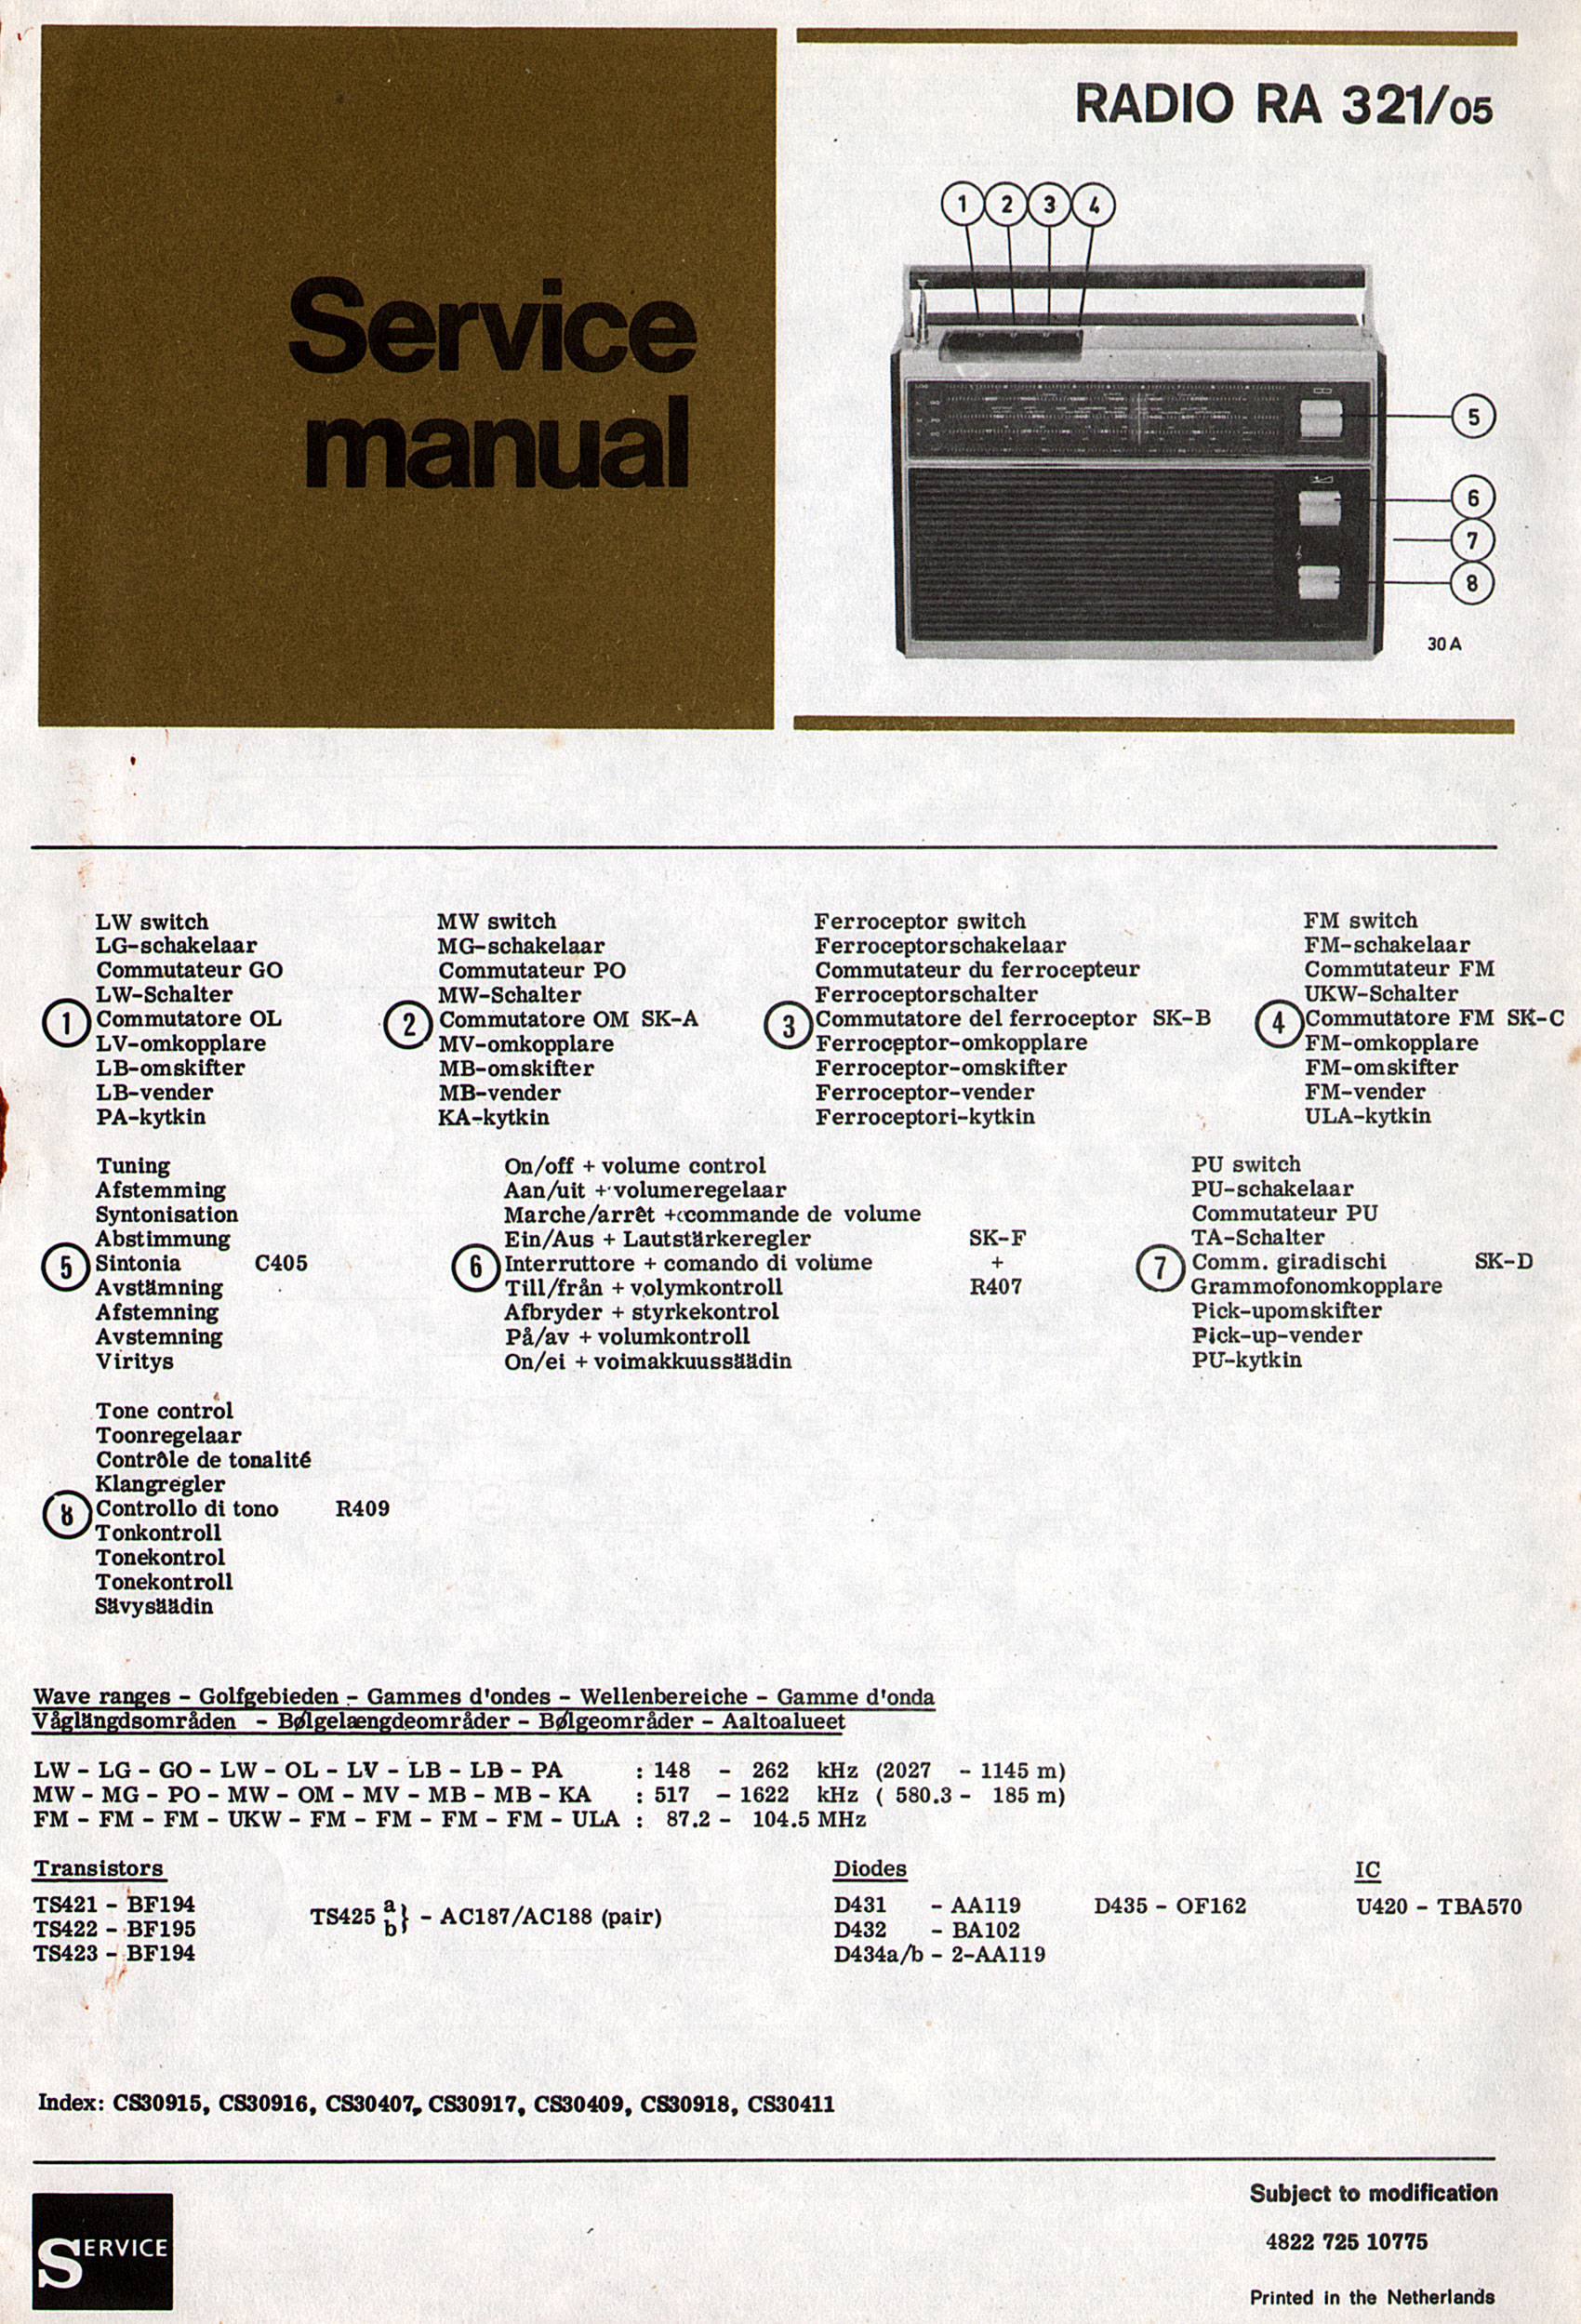 RADIO RA 321/05
1 2 3 4
Service
manual
5
6
7
8
30 A
LW switch
LG-schakelaar
Commutateur GO
LW-Schalter
1 Commutatore OL
LV-omkopplare
LB-omskifter
LB-vender
PA-kytkin
MW switch
MG-schakelaar
Commutateur PO
MW-Schalter
2 Commutatore OM SK-A
MV-omkopplare
MB-omskifter
MB-vender
KA-kytkin
Ferroceptor switch
Ferroceptorschakelaar
Commutateur du ferrocepteur
Ferroceptorschalter
3 Commutatore del ferroceptor SK-B
Ferroceptor-omkopplare
Ferroceptor-omskifter
Ferroceptor-vender
Ferroceptori-kytkin
FM switch
FM-schakelaar
Commutateur FM
UKW-Schalter
4 Commutatore FM SK-C
FM-omkopplare
FM-omskifter
FM-vender
ULA-kytkin
Tuning
Afstemming
Syntonisation
Abstimmung
5 Sintonia C405
Avstämning
Afstemning
Avstemning
Viritys
On/off + volume control
Aan/uit + volumeregelaar
Marche/arrêt + commande de volume
Ein/Aus + Lautstärkeregler SK-F
6 Interruttore + comando di volume +
Till/från + volymkontroll R407
Afbryder + styrkekontrol
På/av + volumkontroll
On/ei + voimakkuussäädin
PU switch
PU-schakelaar
Commutateur PU
TA-Schalter
7 Comm. giradischi SK-D
Grammofonomkopplare
Pick-upomskifter
Pick-up-vender
PU-kytkin
Tone control
Toonregelaar
Contrôle de tonalité
Klangregler
8 Controllo di tono R409
Tonkontroll
Tonekontrol
Tonekontroll
Sävysäädin
Wave ranges - Golfgebieden - Gammes d'ondes - Wellenbereiche - Gamme d'onda
Våglängdsområden - Bølgelængdeområder - Bølgeområder - Aaltoalueet
LW - LG - GO - LW - OL - LV - LB - LB - PA : 148 - 262 kHz (2027 - 1145 m)
MW - MG - PO - MW - OM - MV - MB - MB - KA : 517 - 1622 kHz ( 580.3 - 185 m)
FM - FM - FM - UKW - FM - FM - FM - FM - ULA : 87.2 - 104.5 MHz
Transistors
TS421 - BF194
TS422 - BF195
TS423 - BF194
TS425 a b } - AC187/AC188 (pair)
Diodes
D431 - AA119 D435 - OF162
D432 - BA102
D434a/b - 2-AA119
IC
U420 - TBA570
Index: CS30915, CS30916, CS30407, CS30917, CS30409, CS30918, CS30411
SERVICE
Subject to modification
4822 725 10775
Printed in the Netherlands